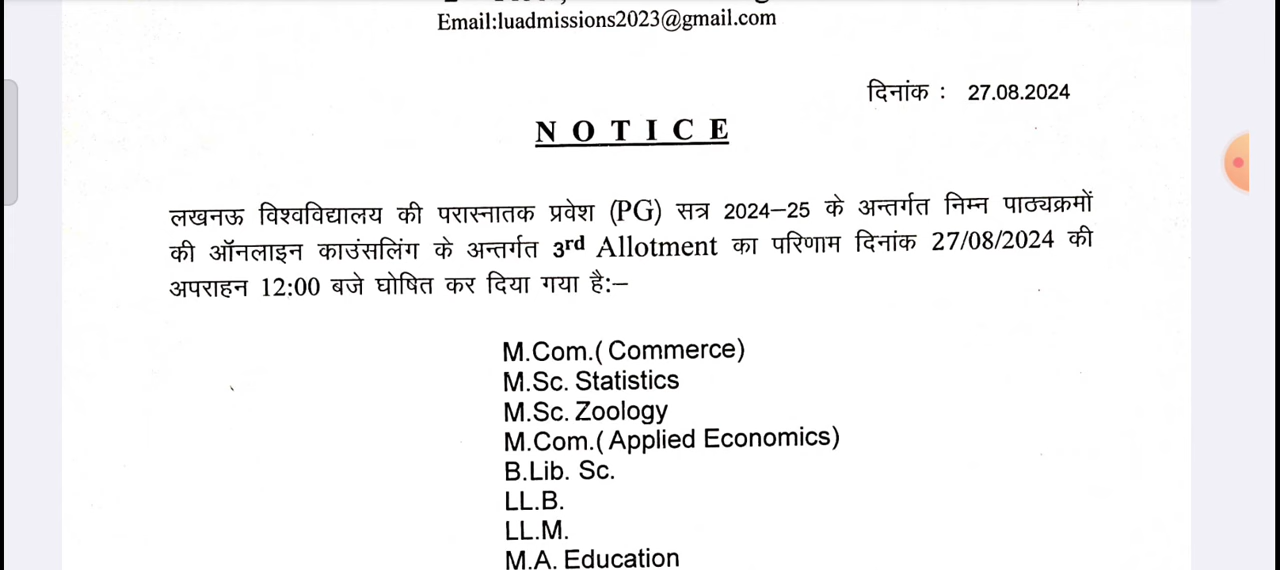 Email:luadmissions2023@gmail.com
दिनांक : 27.08.2024
NOTICE
लखनऊ विश्वविद्यालय की परास्नातक प्रवेश (PG) सत्र 2024–25 के अन्तर्गत निम्न पाठ्यक्रमों
की ऑनलाइन काउंसलिंग के अन्तर्गत 3rd Allotment का परिणाम दिनांक 27/08/2024 की
अपराहन 12:00 बजे घोषित कर दिया गया है:–
M.Com.( Commerce)
M.Sc. Statistics
M.Sc. Zoology
M.Com.( Applied Economics)
B.Lib. Sc.
LL.B.
LL.M.
M.A. Education